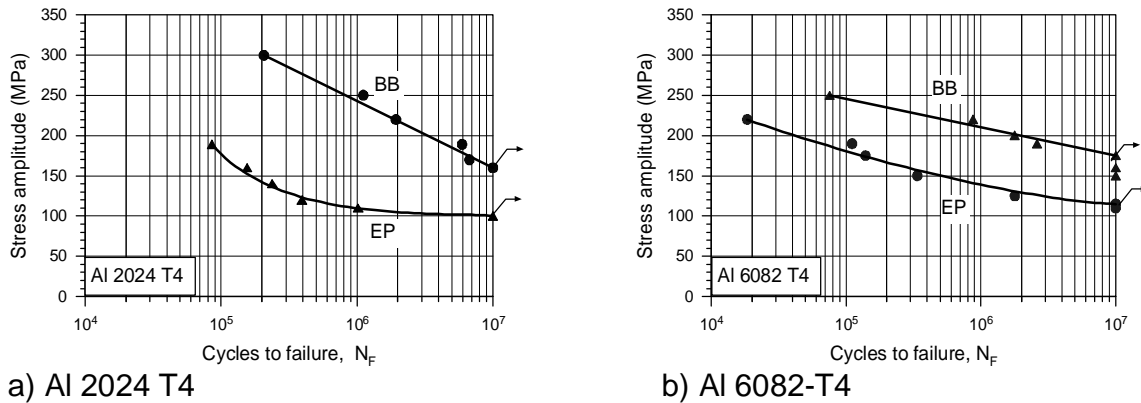 Stress amplitude (MPa)
350
300
250
200
150
100
50
0
BB
EP
Al 2024 T4
10^4 10^5 10^6 10^7
Cycles to failure, N_F
a) Al 2024 T4
Stress amplitude (MPa)
350
300
250
200
150
100
50
0
BB
EP
Al 6082 T4
10^4 10^5 10^6 10^7
Cycles to failure, N_F
b) Al 6082-T4